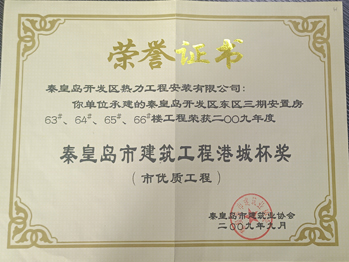 荣誉证书
秦皇岛开发区热力工程安装有限公司：
你单位承建的秦皇岛开发区东区三期安置房
63#、64#、65#、66#楼工程荣获二00九年度
秦皇岛市建筑工程港城杯奖
（市优质工程）
秦皇岛市建筑业协会
二00九年九月